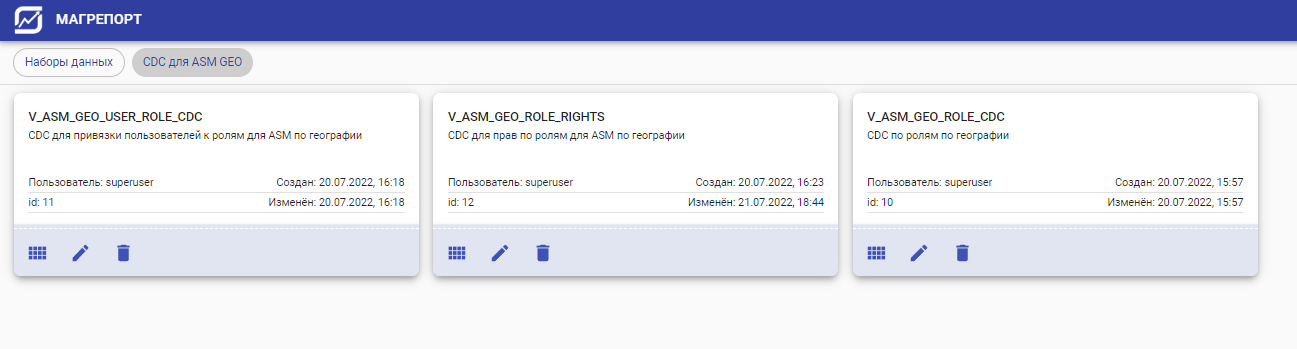 МАГРЕПОРТ
Наборы данных
CDC для ASM GEO
V_ASM_GEO_USER_ROLE_CDC
CDC для привязки пользователей к ролям для ASM по географии
Пользователь: superuser
Создан: 20.07.2022, 16:18
id: 11
Изменён: 20.07.2022, 16:18
V_ASM_GEO_ROLE_RIGHTS
CDC для прав по ролям для ASM по географии
Пользователь: superuser
Создан: 20.07.2022, 16:23
id: 12
Изменён: 21.07.2022, 18:44
V_ASM_GEO_ROLE_CDC
CDC по ролям по географии
Пользователь: superuser
Создан: 20.07.2022, 15:57
id: 10
Изменён: 20.07.2022, 15:57